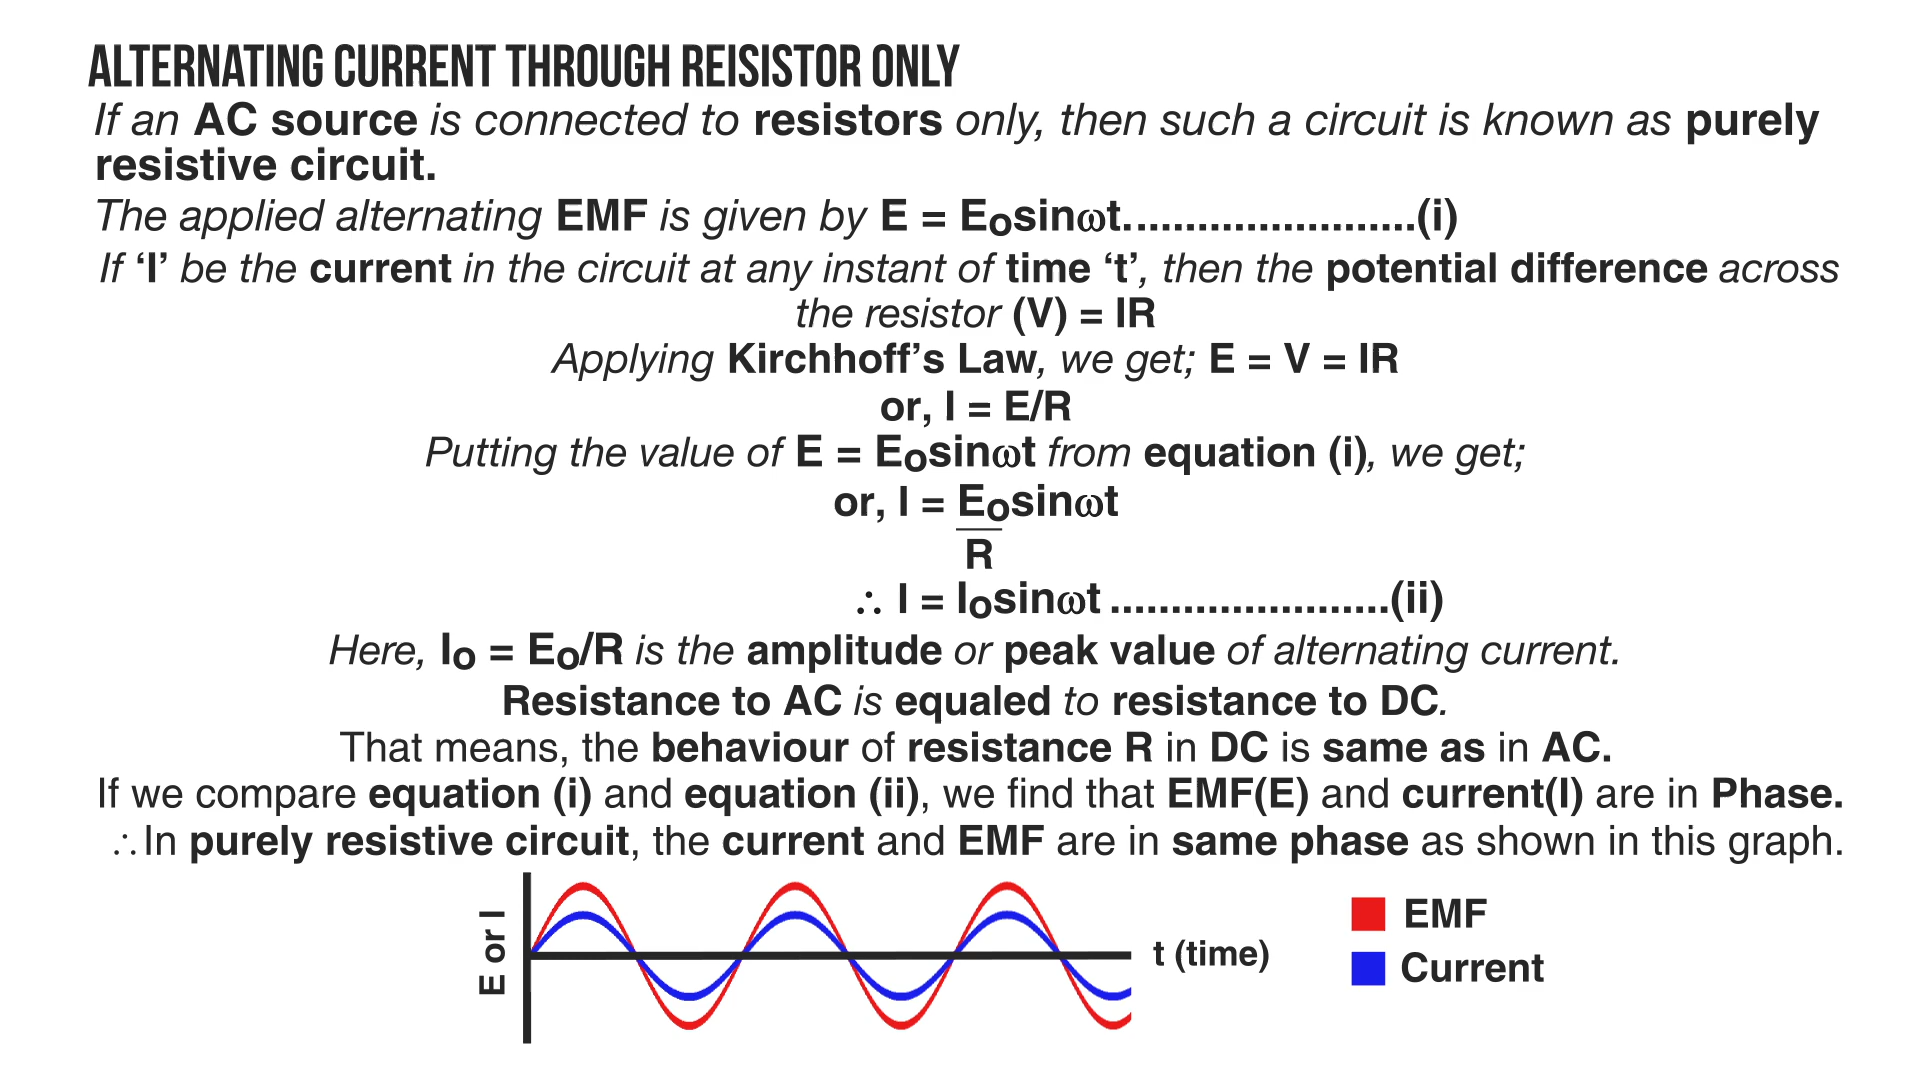 ALTERNATING CURRENT THROUGH REISISTOR ONLY
If an AC source is connected to resistors only, then such a circuit is known as purely
resistive circuit.
The applied alternating EMF is given by E = Eosinωt........................(i)
If ‘I’ be the current in the circuit at any instant of time ‘t’, then the potential difference across
the resistor (V) = IR
Applying Kirchhoff’s Law, we get; E = V = IR
or, I = E/R
Putting the value of E = Eosinωt from equation (i), we get;
or, I = Eosinωt
R
∴ I = Iosinωt .......................(ii)
Here, Io = Eo/R is the amplitude or peak value of alternating current.
Resistance to AC is equaled to resistance to DC.
That means, the behaviour of resistance R in DC is same as in AC.
If we compare equation (i) and equation (ii), we find that EMF(E) and current(I) are in Phase.
∴In purely resistive circuit, the current and EMF are in same phase as shown in this graph.
E or I
t (time)
EMF
Current